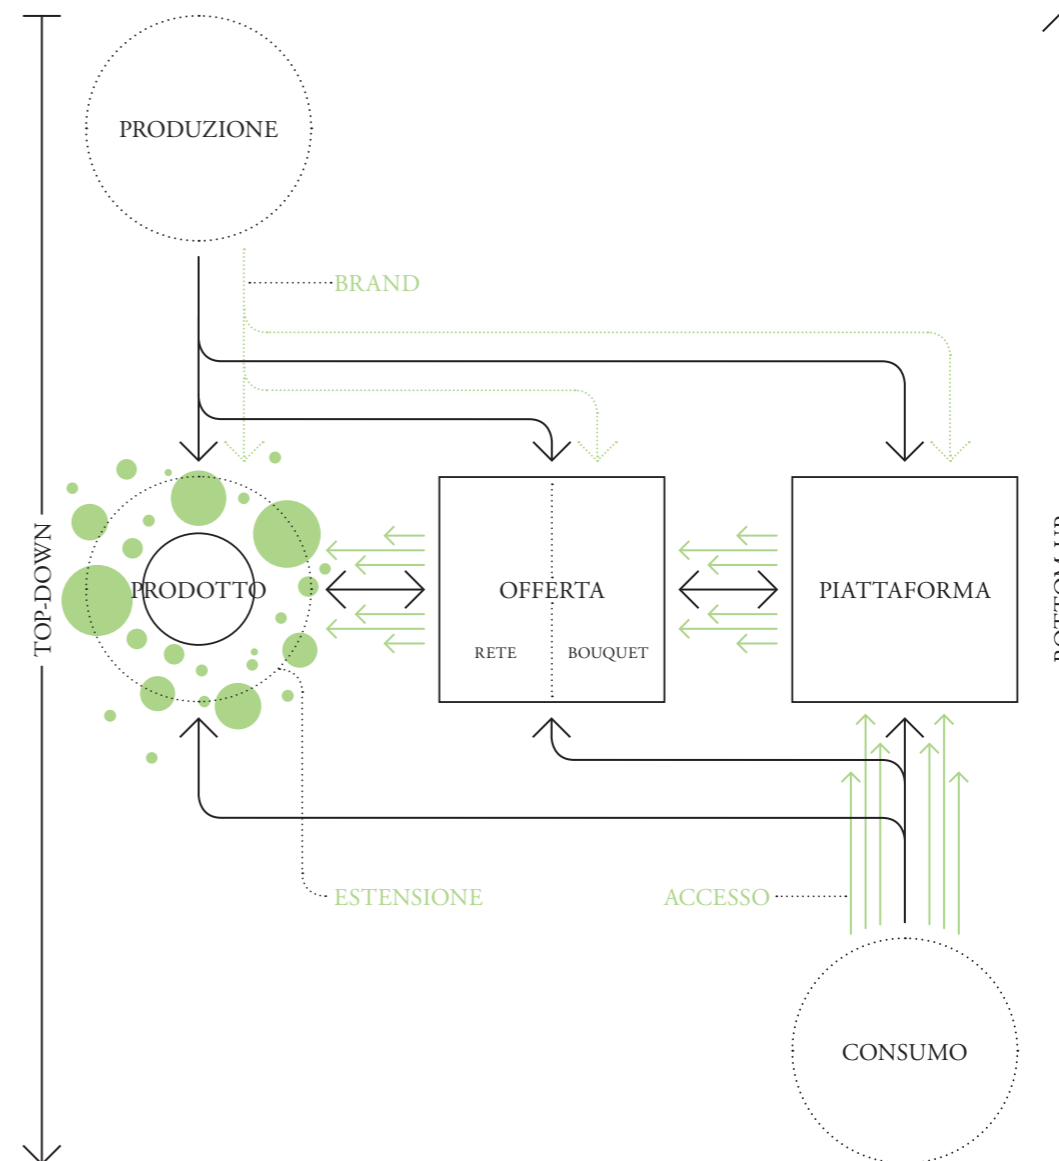 PRODUZIONE
BRAND
TOP-DOWN
PRODOTTO
OFFERTA
RETE
BOUQUET
PIATTAFORMA
ESTENSIONE
ACCESSO
CONSUMO